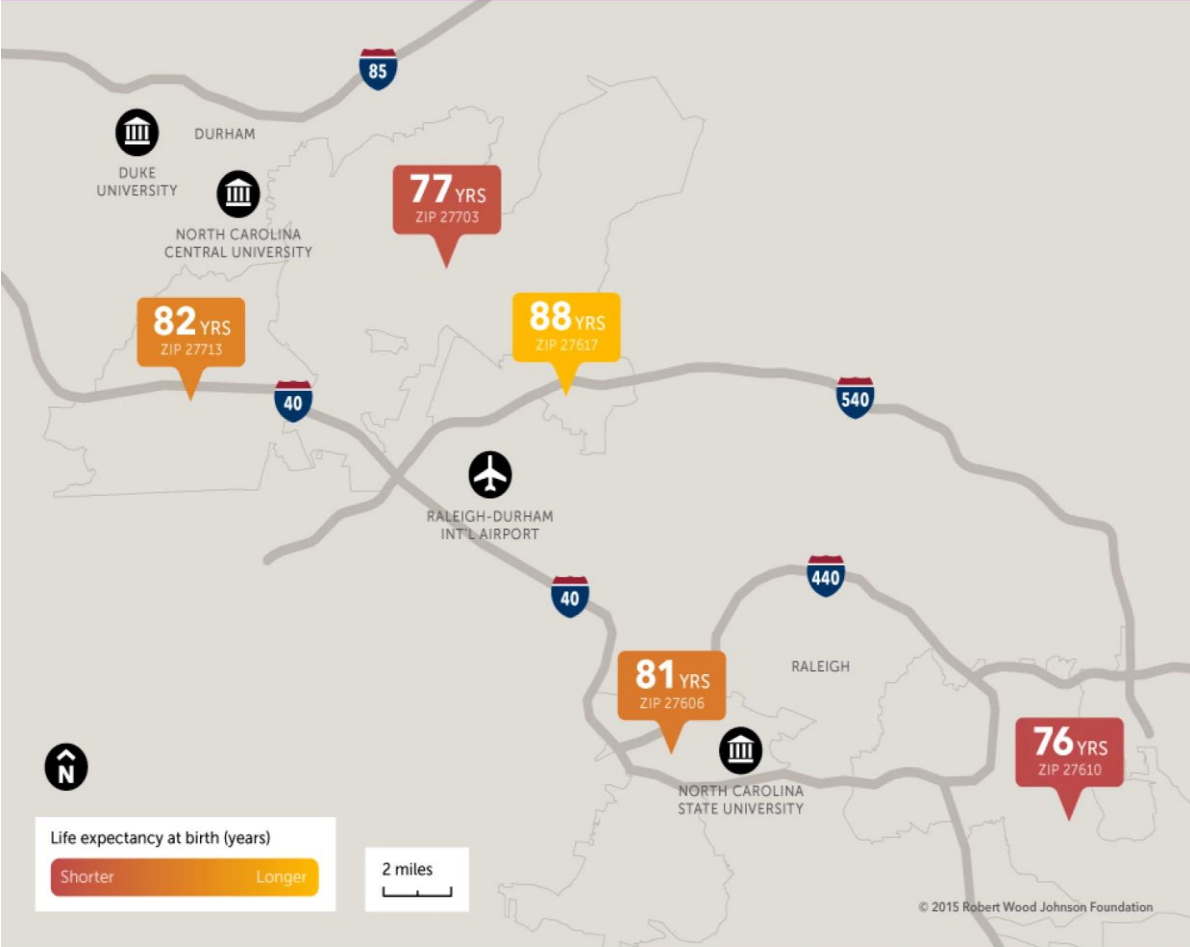 85
DURHAM
DUKE
UNIVERSITY
NORTH CAROLINA
CENTRAL UNIVERSITY
77 YRS
ZIP 27703
82 YRS
ZIP 27713
88 YRS
ZIP 27617
40
540
RALEIGH-DURHAM
INT'L AIRPORT
40
440
RALEIGH
81 YRS
ZIP 27606
NORTH CAROLINA
STATE UNIVERSITY
76 YRS
ZIP 27610
N
Life expectancy at birth (years)
Shorter
Longer
2 miles
© 2015 Robert Wood Johnson Foundation